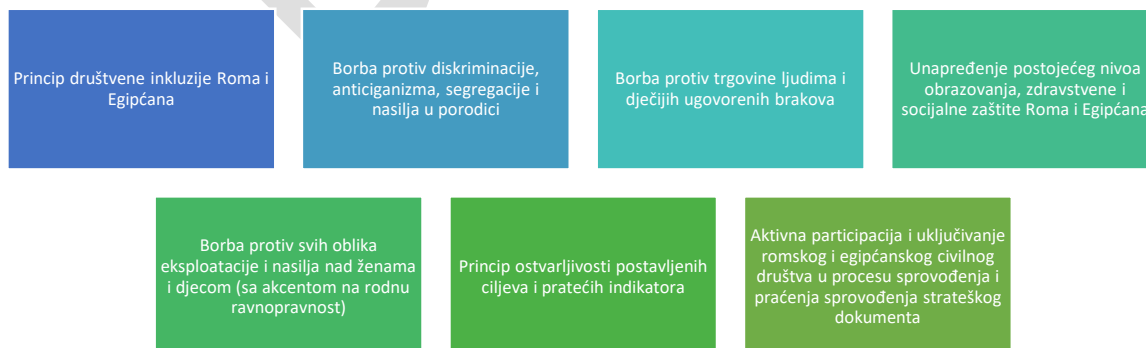 Princip društvene inkluzije Roma i
Egipćana
Borba protiv diskriminacije,
anticiganizma, segregacije i
nasilja u porodici
Borba protiv trgovine ljudima i
dječijih ugovorenih brakova
Unapređenje postojećeg nivoa
obrazovanja, zdravstvene i
socijalne zaštite Roma i Egipćana
Borba protiv svih oblika
eksploatacije i nasilja nad ženama
i djecom (sa akcentom na rodnu
ravnopravnost)
Princip ostvarljivosti postavljenih
ciljeva i pratećih indikatora
Aktivna participacija i uključivanje
romskog i egipćanskog civilnog
društva u procesu sprovođenja i
praćenja sprovođenja strateškog
dokumenta